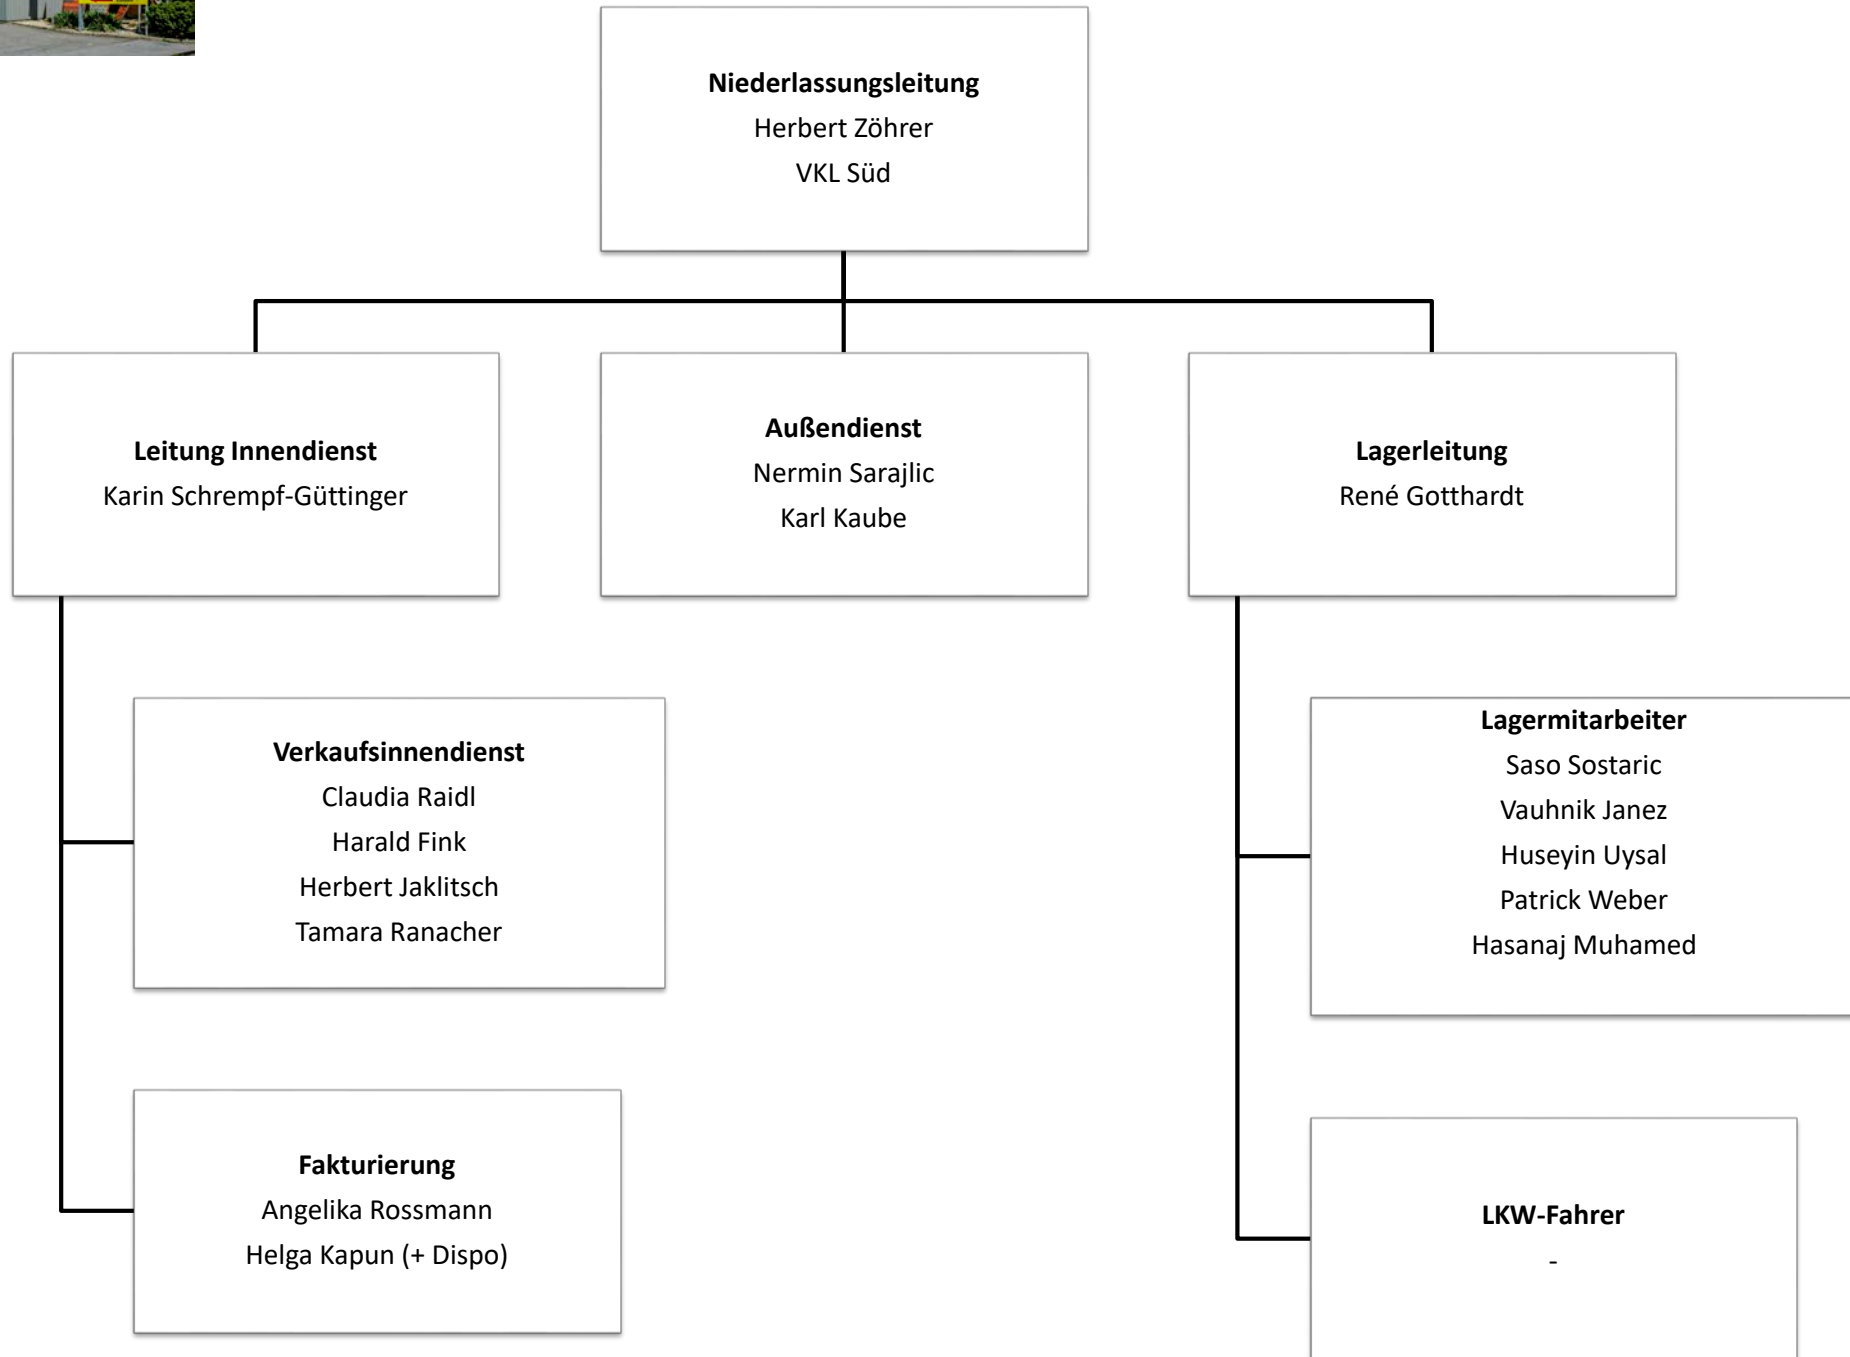 Niederlassungsleitung
Herbert Zöhrer
VKL Süd
Leitung Innendienst
Karin Schrempf-Güttinger
Außendienst
Nermin Sarajlic
Karl Kaube
Lagerleitung
René Gotthardt
Verkaufsinnendienst
Claudia Raidl
Harald Fink
Herbert Jaklitsch
Tamara Ranacher
Lagermitarbeiter
Saso Sostaric
Vauhnik Janez
Huseyin Uysal
Patrick Weber
Hasanaj Muhamed
Fakturierung
Angelika Rossmann
Helga Kapun (+ Dispo)
LKW-Fahrer
-